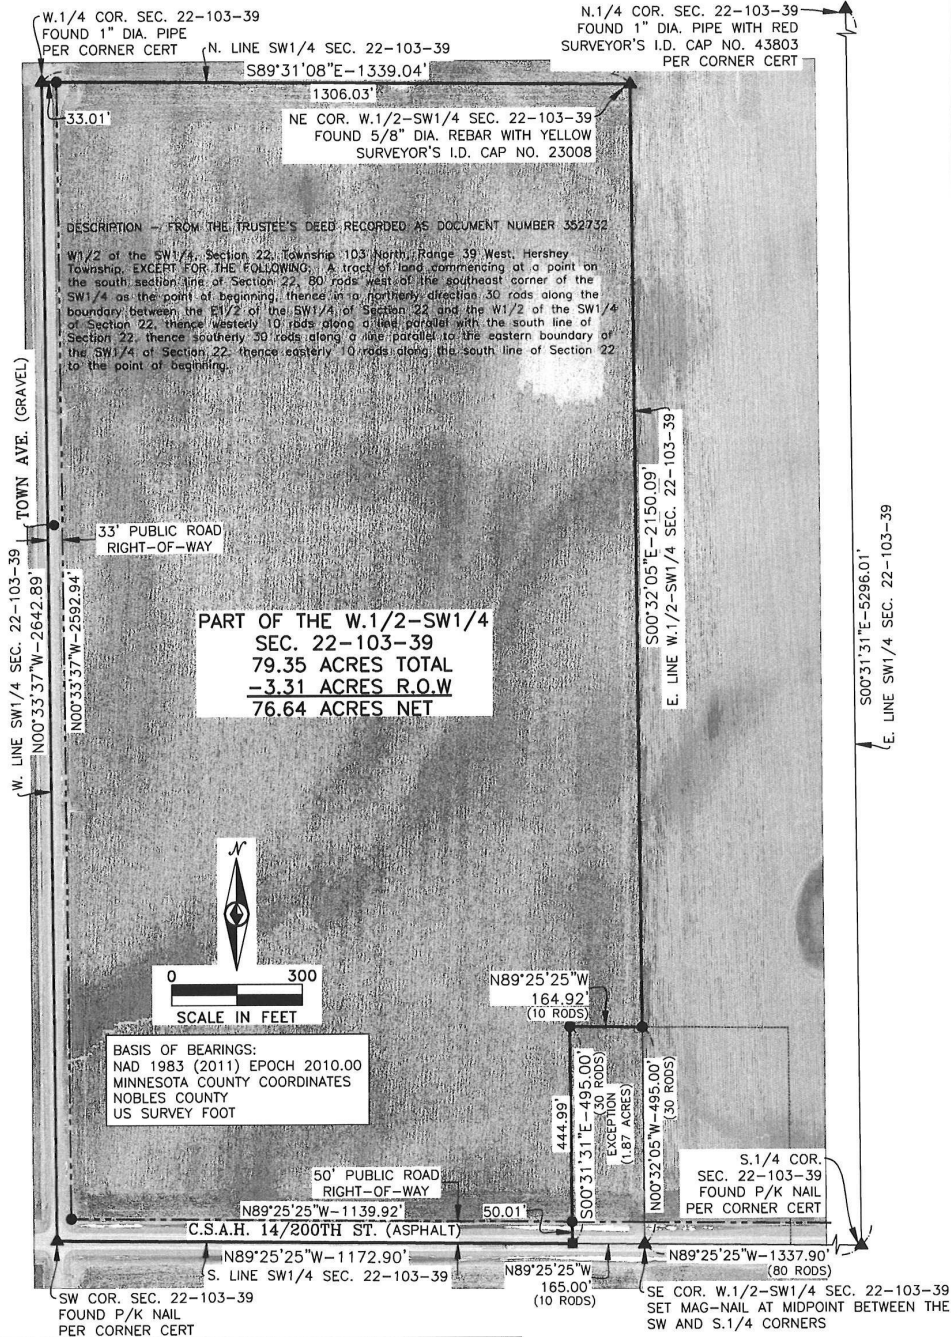 W.1/4 COR. SEC. 22-103-39
FOUND 1" DIA. PIPE
PER CORNER CERT
N. LINE SW1/4 SEC. 22-103-39
S89°31'08"E-1339.04'
1306.03'
33.01'
N.1/4 COR. SEC. 22-103-39
FOUND 1" DIA. PIPE WITH RED
SURVEYOR'S I.D. CAP NO. 43803
PER CORNER CERT
NE COR. W.1/2-SW1/4 SEC. 22-103-39
FOUND 5/8" DIA. REBAR WITH YELLOW
SURVEYOR'S I.D. CAP NO. 23008
DESCRIPTION - FROM THE TRUSTEE'S DEED RECORDED AS DOCUMENT NUMBER 352732
W1/2 of the SW1/4, Section 22, Township 103 North, Range 39 West, Hershey
Township, EXCEPT FOR THE FOLLOWING: A tract of land commencing at a point on
the south section line of Section 22, 80 rods west of the southeast corner of the
SW1/4 as the point of beginning, thence in a northerly direction 30 rods along the
boundary between the E1/2 of the SW1/4 of Section 22 and the W1/2 of the SW1/4
of Section 22, thence westerly 10 rods along a line parallel with the south line of
Section 22, thence southerly 30 rods along a line parallel to the eastern boundary of
the SW1/4 of Section 22, thence easterly 10 rods along the south line of Section 22
to the point of beginning.
TOWN AVE. (GRAVEL)
W. LINE SW1/4 SEC. 22-103-39
N00°33'37"W-2642.89'
N00°33'37"W-2592.94'
33' PUBLIC ROAD
RIGHT-OF-WAY
S00°32'05"E-2150.09'
E. LINE W.1/2-SW1/4 SEC. 22-103-39
S00°31'31"E-5296.01'
E. LINE SW1/4 SEC. 22-103-39
PART OF THE W.1/2-SW1/4
SEC. 22-103-39
79.35 ACRES TOTAL
-3.31 ACRES R.O.W
76.64 ACRES NET
N
0 300
SCALE IN FEET
BASIS OF BEARINGS:
NAD 1983 (2011) EPOCH 2010.00
MINNESOTA COUNTY COORDINATES
NOBLES COUNTY
US SURVEY FOOT
N89°25'25"W
164.92'
(10 RODS)
444.99'
S00°31'31"E-495.00'
(30 RODS)
EXCEPTION
(1.87 ACRES)
N00°32'05"W-495.00'
(30 RODS)
S.1/4 COR.
SEC. 22-103-39
FOUND P/K NAIL
PER CORNER CERT
50' PUBLIC ROAD
RIGHT-OF-WAY
N89°25'25"W-1139.92'
50.01'
C.S.A.H. 14/200TH ST. (ASPHALT)
N89°25'25"W-1172.90'
S. LINE SW1/4 SEC. 22-103-39
N89°25'25"W
165.00'
(10 RODS)
N89°25'25"W-1337.90'
(80 RODS)
SW COR. SEC. 22-103-39
FOUND P/K NAIL
PER CORNER CERT
SE COR. W.1/2-SW1/4 SEC. 22-103-39
SET MAG-NAIL AT MIDPOINT BETWEEN THE
SW AND S.1/4 CORNERS